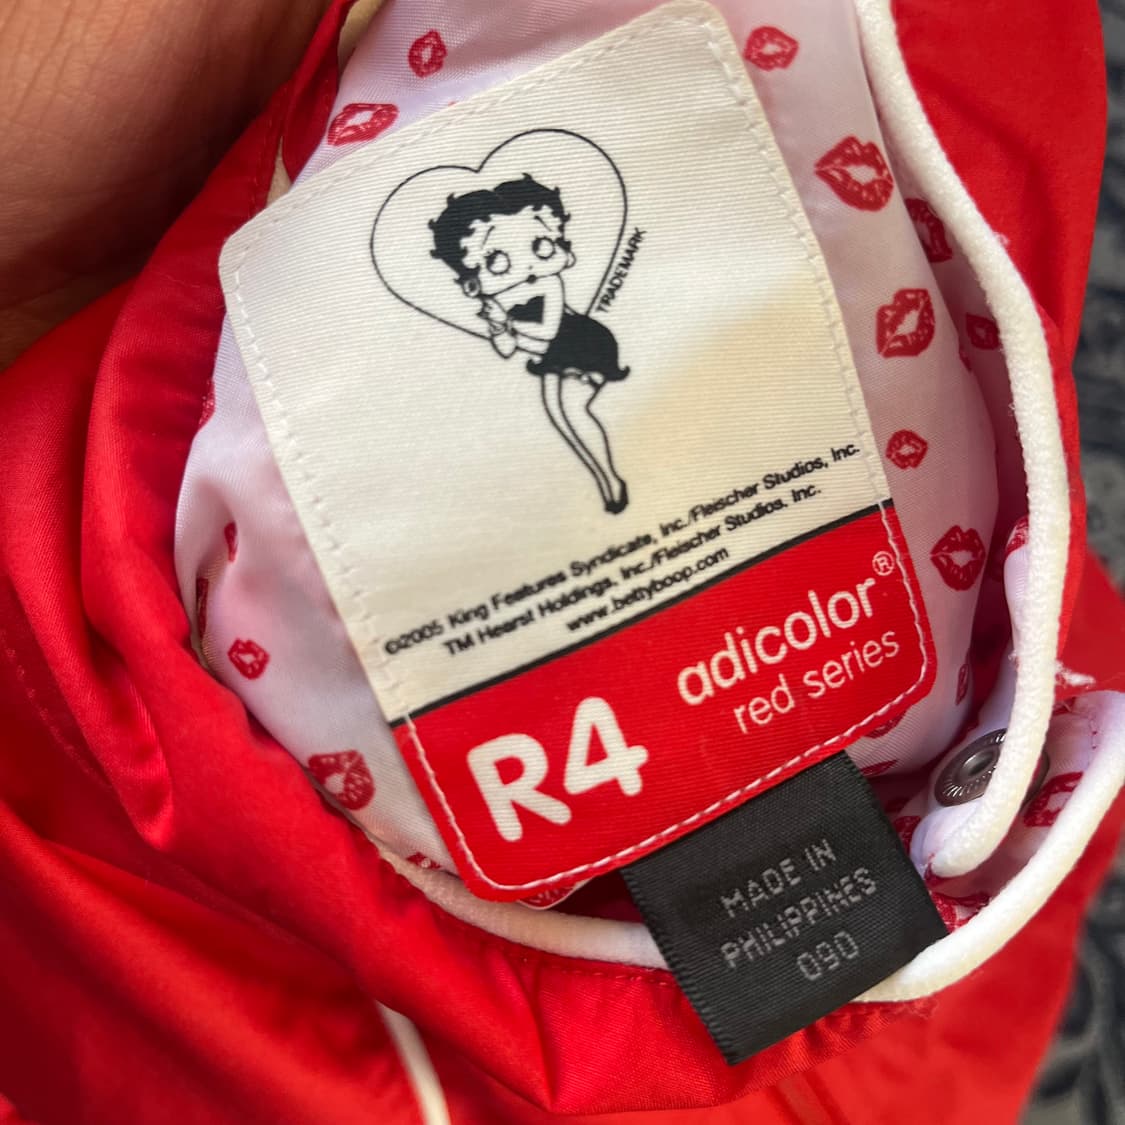 TRADEMARK
©2005 King Features Syndicate, Inc./Fleischer Studios, Inc.
TM Hearst Holdings, Inc./Fleischer Studios, Inc.
www.bettyboop.com
adicolor®
red series
R4
MADE IN
PHILIPPINES
090